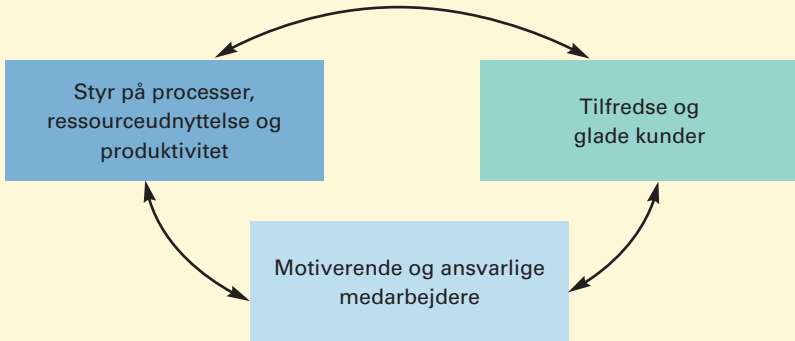 Styr på processer,
ressourceudnyttelse og
produktivitet
Tilfredse og
glade kunder
Motiverende og ansvarlige
medarbejdere